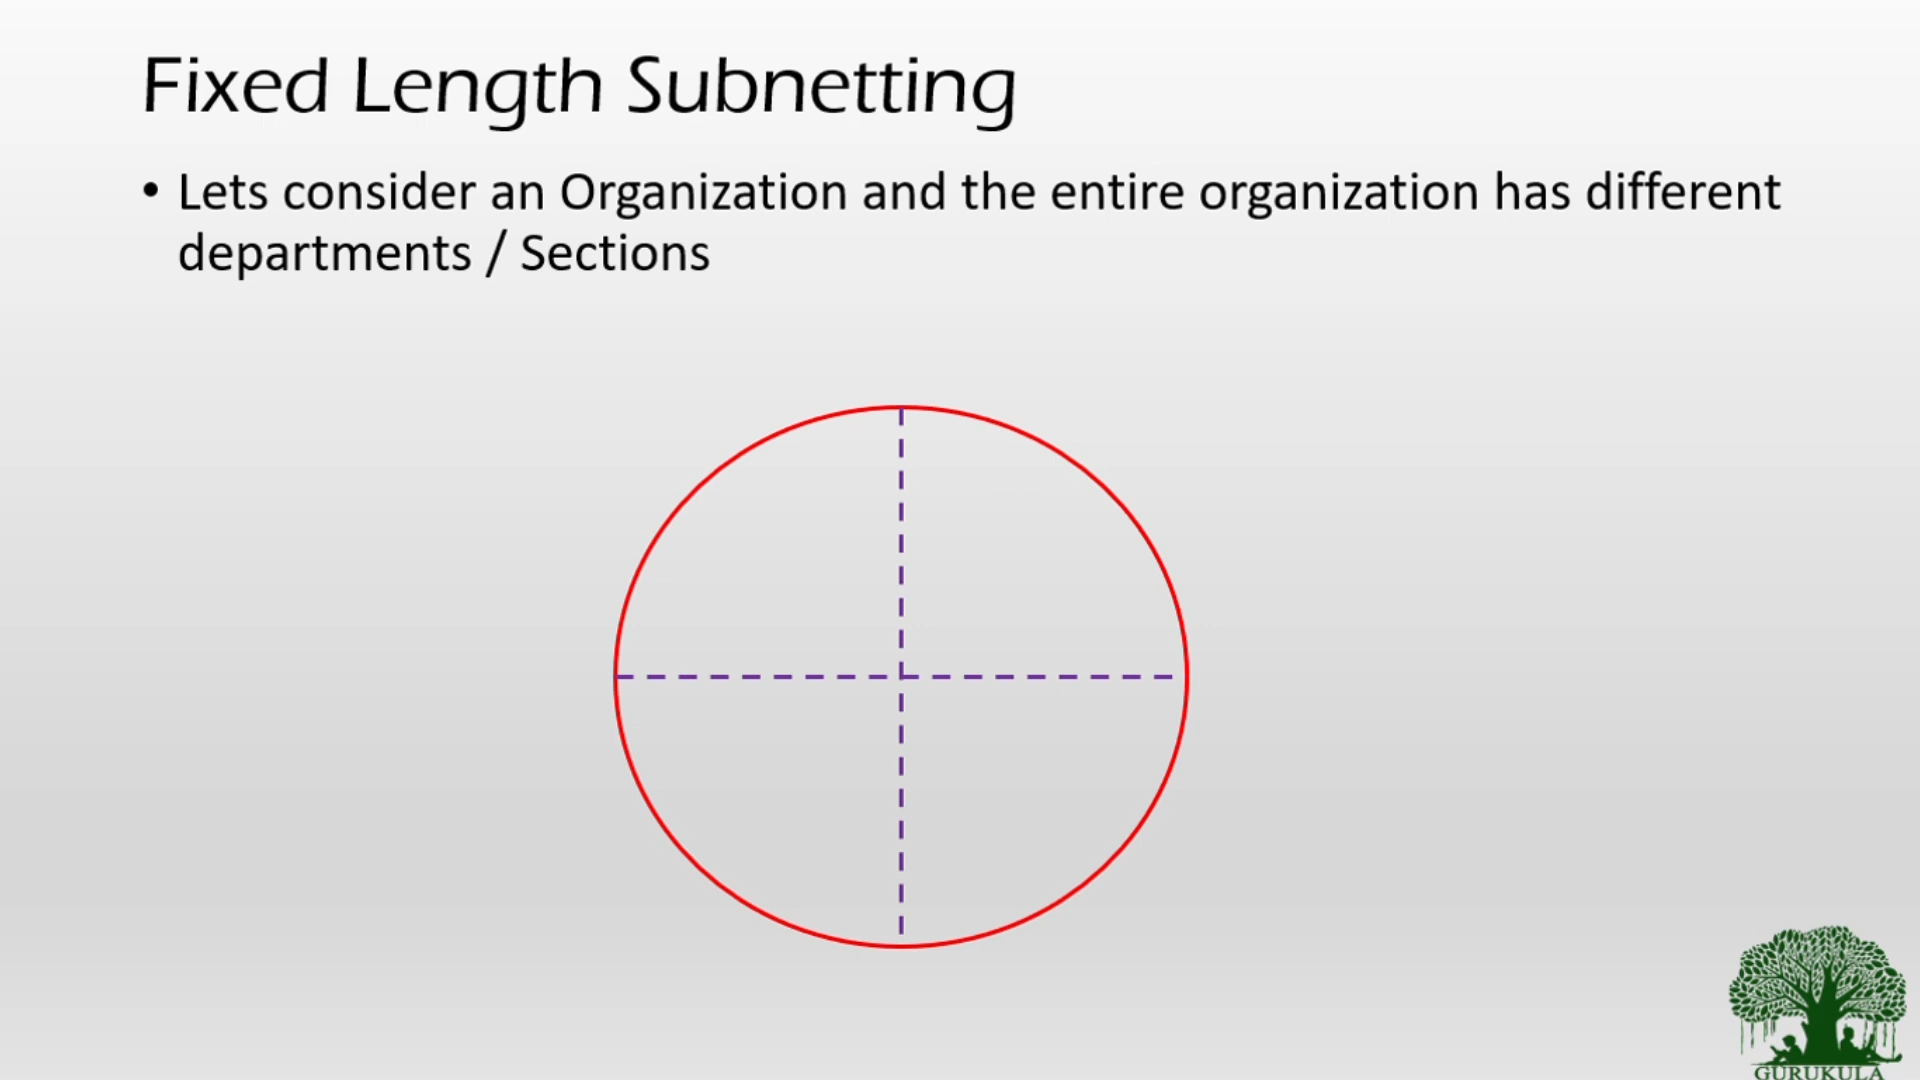 Fixed Length Subnetting
• Lets consider an Organization and the entire organization has different
departments / Sections
GURUKULA